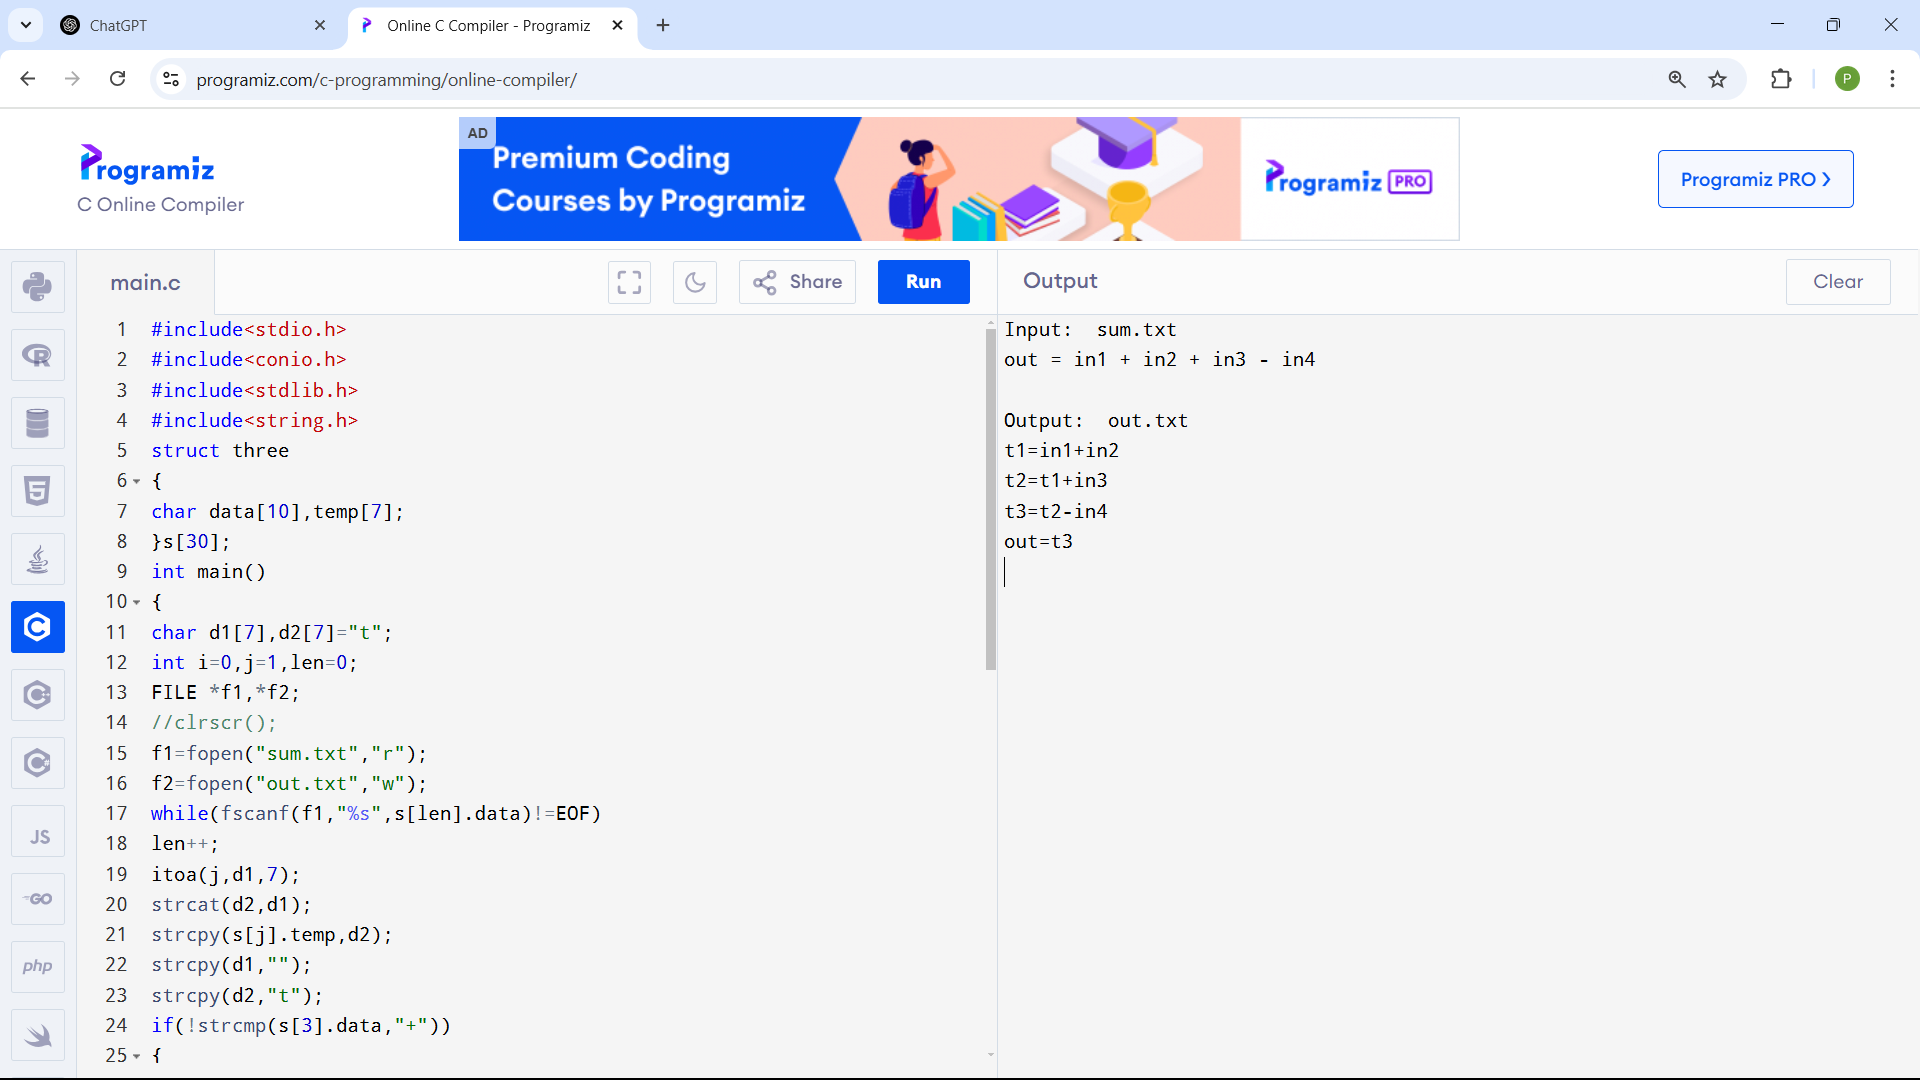 ChatGPT
Online C Compiler - Programiz
programiz.com/c-programming/online-compiler/
P
AD
Premium Coding
Courses by Programiz
Programiz PRO
Programiz
C Online Compiler
Programiz PRO
main.c
Share
Run
Output
Clear
1 #include<stdio.h>
2 #include<conio.h>
3 #include<stdlib.h>
4 #include<string.h>
5 struct three
6 {
7 char data[10],temp[7];
8 }s[30];
9 int main()
10 {
11 char d1[7],d2[7]="t";
12 int i=0,j=1,len=0;
13 FILE *f1,*f2;
14 //clrscr();
15 f1=fopen("sum.txt","r");
16 f2=fopen("out.txt","w");
17 while(fscanf(f1,"%s",s[len].data)!=EOF)
18 len++;
19 itoa(j,d1,7);
20 strcat(d2,d1);
21 strcpy(s[j].temp,d2);
22 strcpy(d1,"");
23 strcpy(d2,"t");
24 if(!strcmp(s[3].data,"+"))
25 {
Input:  sum.txt
out = in1 + in2 + in3 - in4
Output:  out.txt
t1=in1+in2
t2=t1+in3
t3=t2-in4
out=t3
R
5
C
C
C#
JS
GO
php